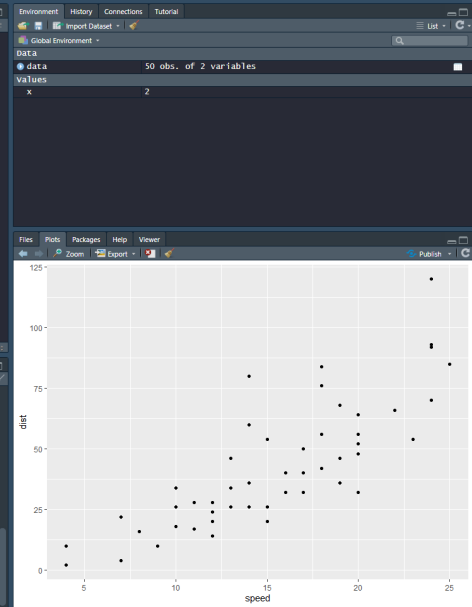 Environment History Connections Tutorial
Import Dataset List
Global Environment
Data
data 50 obs. of 2 variables
Values
x 2
Files Plots Packages Help Viewer
Zoom Export Publish
125
100
75
50
25
0
dist
5 10 15 20 25
speed